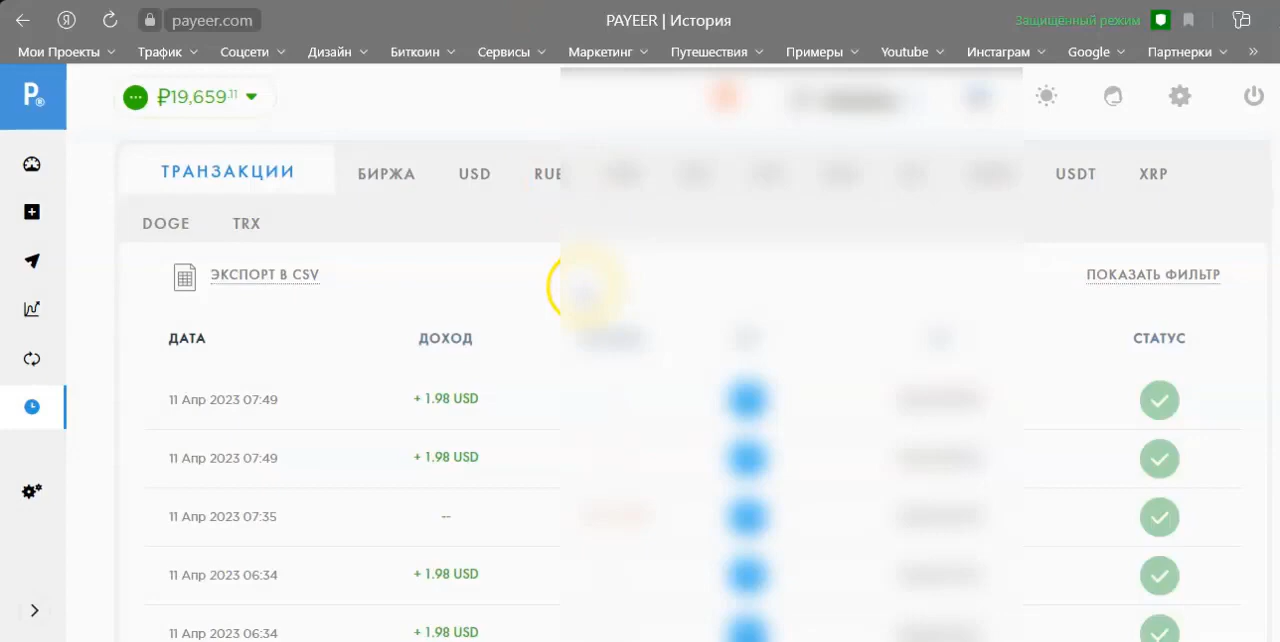 payeer.com
PAYEER | История
Защищённый режим
Мои Проекты
Трафик
Соцсети
Дизайн
Биткоин
Сервисы
Маркетинг
Путешествия
Примеры
Youtube
Инстаграм
Google
Партнерки
P®
₽19,659.11
ТРАНЗАКЦИИ
БИРЖА
USD
USDT
XRP
DOGE
TRX
ЭКСПОРТ В CSV
ПОКАЗАТЬ ФИЛЬТР
ДАТА
ДОХОД
СТАТУС
11 Апр 2023 07:49
+ 1.98 USD
11 Апр 2023 07:49
+ 1.98 USD
11 Апр 2023 07:35
--
11 Апр 2023 06:34
+ 1.98 USD
11 Апр 2023 06:34
+ 1.98 USD